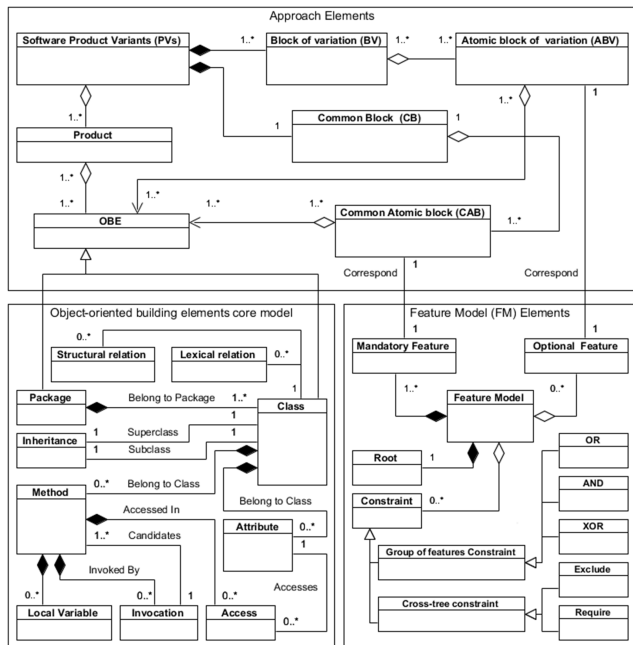 Approach Elements
Software Product Variants (PVs)
1..*
Block of variation (BV)
1..*
1..*
Atomic block of  variation (ABV)
1..*
1
1..*
Product
1
Common Block  (CB)
1
1..*
1..*
1..*
1..*
1..*
OBE
Common Atomic block (CAB)
1..*
1
Correspond
Correspond
Object-oriented building elements core model
Feature Model (FM) Elements
0..*
1
1
Structural relation
Lexical relation
0..*
Mandatory Feature
Optional  Feature
1
Package
Belong to Package
1..*
Class
1..*
Feature Model
0..*
1
Inheritance
1
Superclass
1
1
Subclass
OR
Root
1
Method
0..*
Belong to Class
AND
Constraint
0..*
Accessed In
Belong to Class
Attribute
0..*
XOR
1..*
Candidates
1
Group of features Constraint
Invoked By
Exclude
Accesses
0..*
0..*
1
0..*
Cross-tree constraint
Local Variable
Invocation
Access
0..*
Require